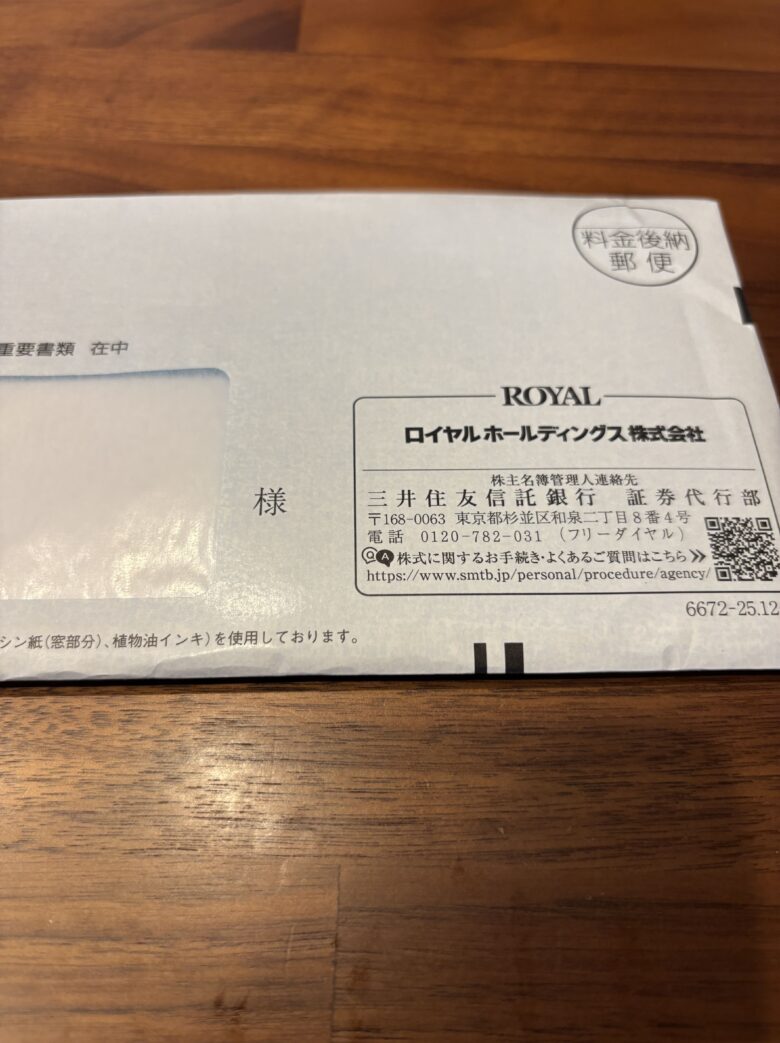 料金後納
郵便
重要書類 在中
様
ROYAL
ロイヤルホールディングス株式会社
株主名簿管理人連絡先
三井住友信託銀行 証券代行部
〒168-0063 東京都杉並区和泉二丁目8番4号
電話 0120-782-031 (フリーダイヤル)
QA 株式に関するお手続き・よくあるご質問はこちら
https://www.smtb.jp/personal/procedure/agency/
6672-25.12
シン紙(窓部分)、植物油インキ)を使用しております。